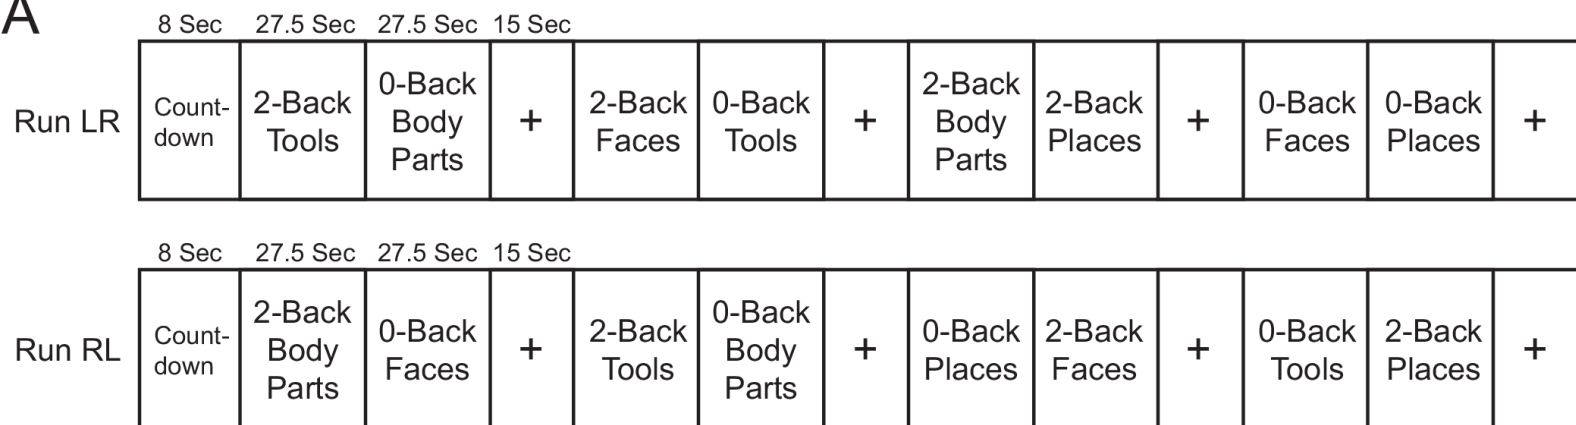 A
8 Sec 27.5 Sec 27.5 Sec 15 Sec
Run LR
Count-
down
2-Back
Tools
0-Back
Body
Parts
+
2-Back
Faces
0-Back
Tools
+
2-Back
Body
Parts
2-Back
Places
+
0-Back
Faces
0-Back
Places
+
8 Sec 27.5 Sec 27.5 Sec 15 Sec
Run RL
Count-
down
2-Back
Body
Parts
0-Back
Faces
+
2-Back
Tools
0-Back
Body
Parts
+
0-Back
Places
2-Back
Faces
+
0-Back
Tools
2-Back
Places
+